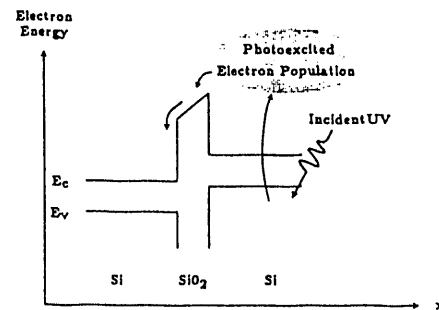 Electron
Energy
Photoexcited
Electron Population
Incident UV
Ec
Ev
Si
SiO2
Si
x